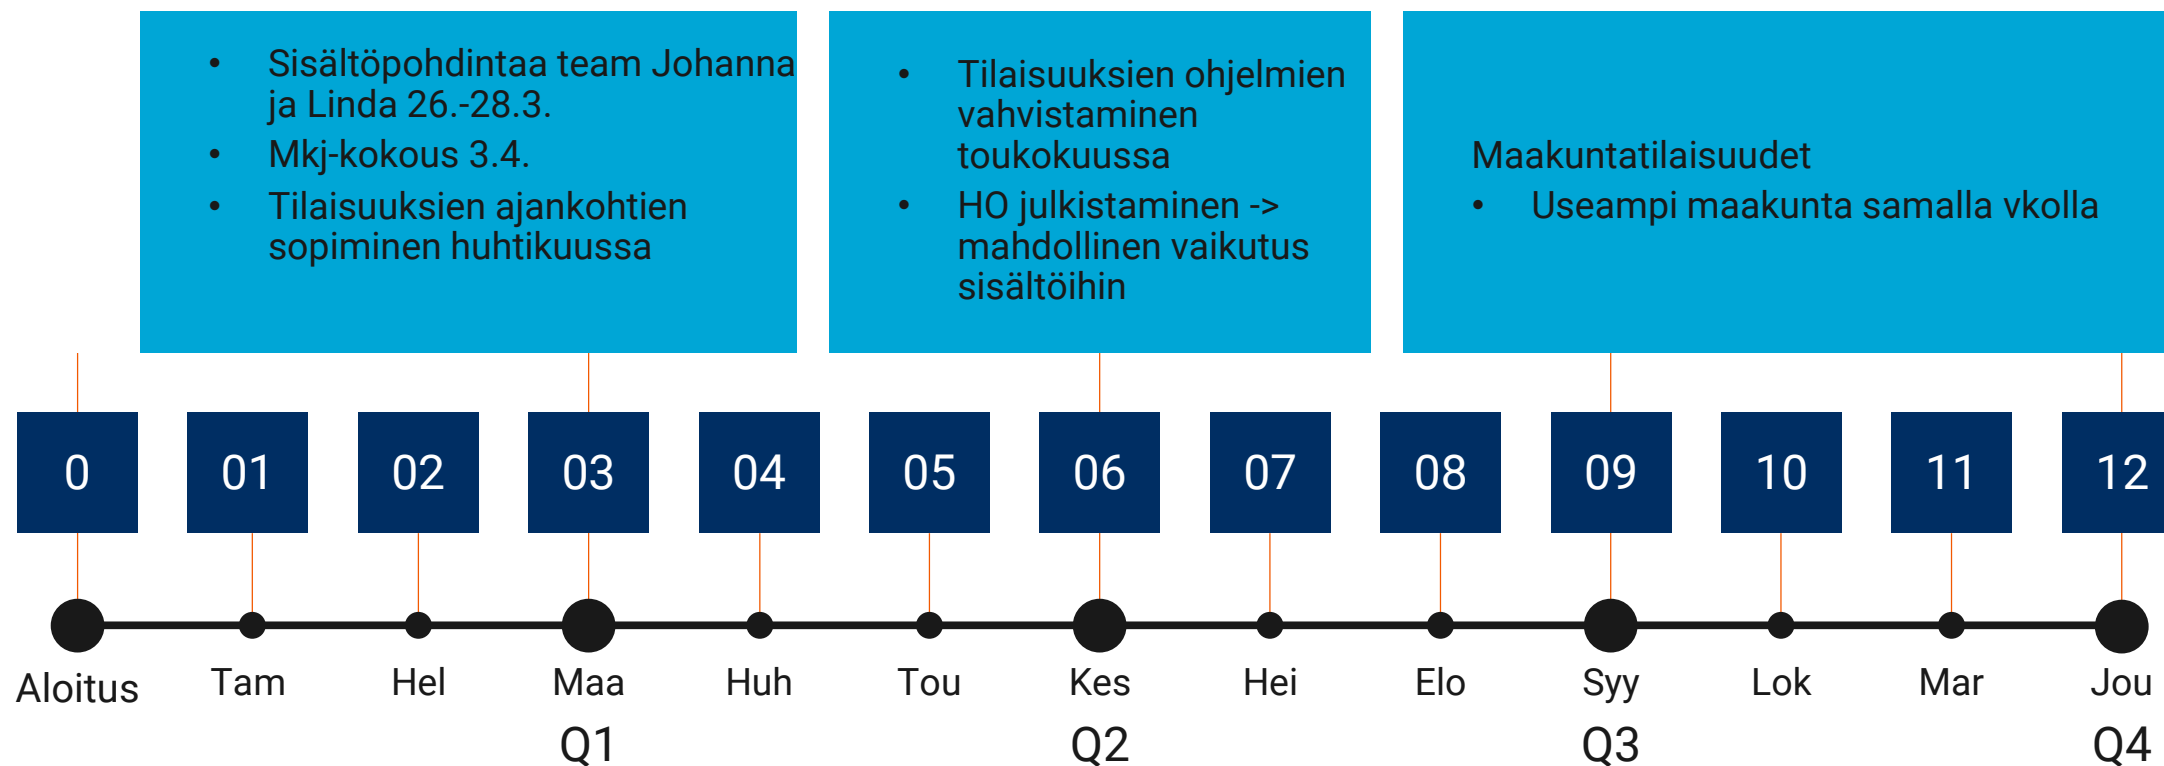 • Sisältöpohdintaa team Johanna
ja Linda 26.-28.3.
• Mkj-kokous 3.4.
• Tilaisuuksien ajankohtien
sopiminen huhtikuussa
• Tilaisuuksien ohjelmien
vahvistaminen
toukokuussa
• HO julkistaminen ->
mahdollinen vaikutus
sisältöihin
Maakuntatilaisuudet
• Useampi maakunta samalla vkolla
0 01 02 03 04 05 06 07 08 09 10 11 12
Aloitus Tam Hel Maa Huh Tou Kes Hei Elo Syy Lok Mar Jou
Q1 Q2 Q3 Q4